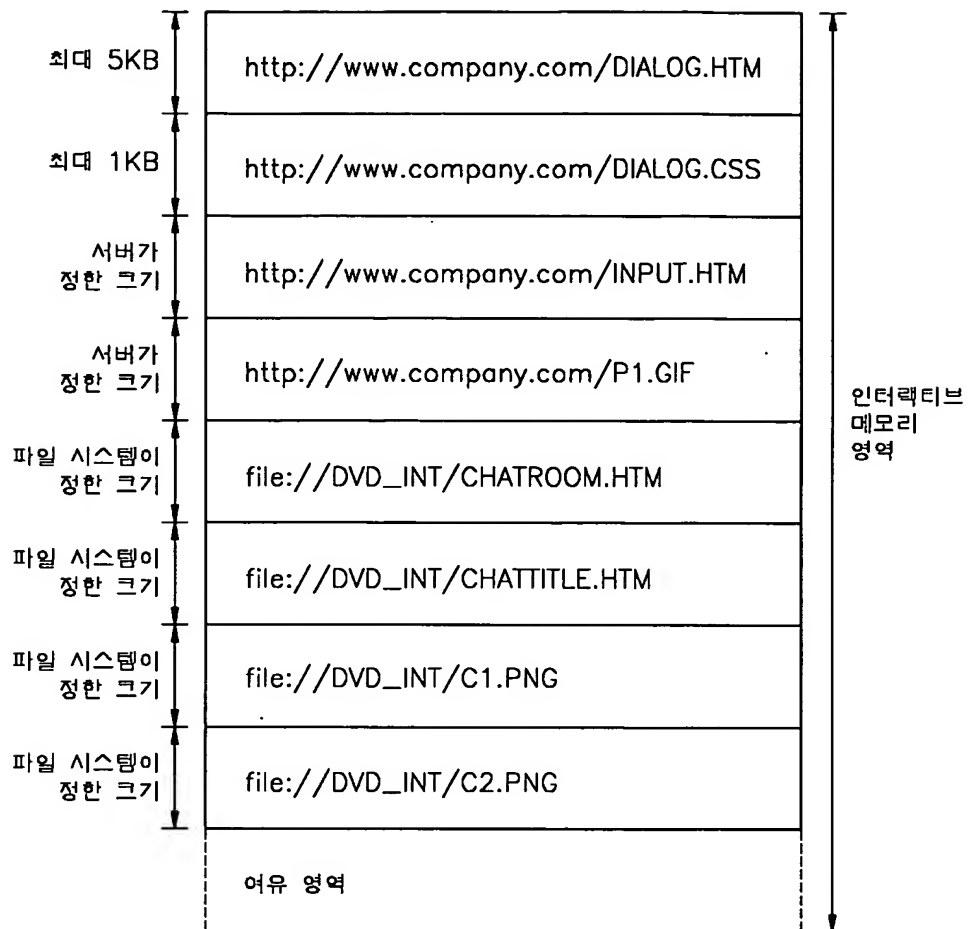 최대 5KB
http://www.company.com/DIALOG.HTM
최대 1KB
http://www.company.com/DIALOG.CSS
서버가
정한 크기
http://www.company.com/INPUT.HTM
서버가
정한 크기
http://www.company.com/P1.GIF
인터랙티브
메모리
영역
파일 시스템이
정한 크기
file://DVD_INT/CHATROOM.HTM
파일 시스템이
정한 크기
file://DVD_INT/CHATTITLE.HTM
파일 시스템이
정한 크기
file://DVD_INT/C1.PNG
파일 시스템이
정한 크기
file://DVD_INT/C2.PNG
여유 영역